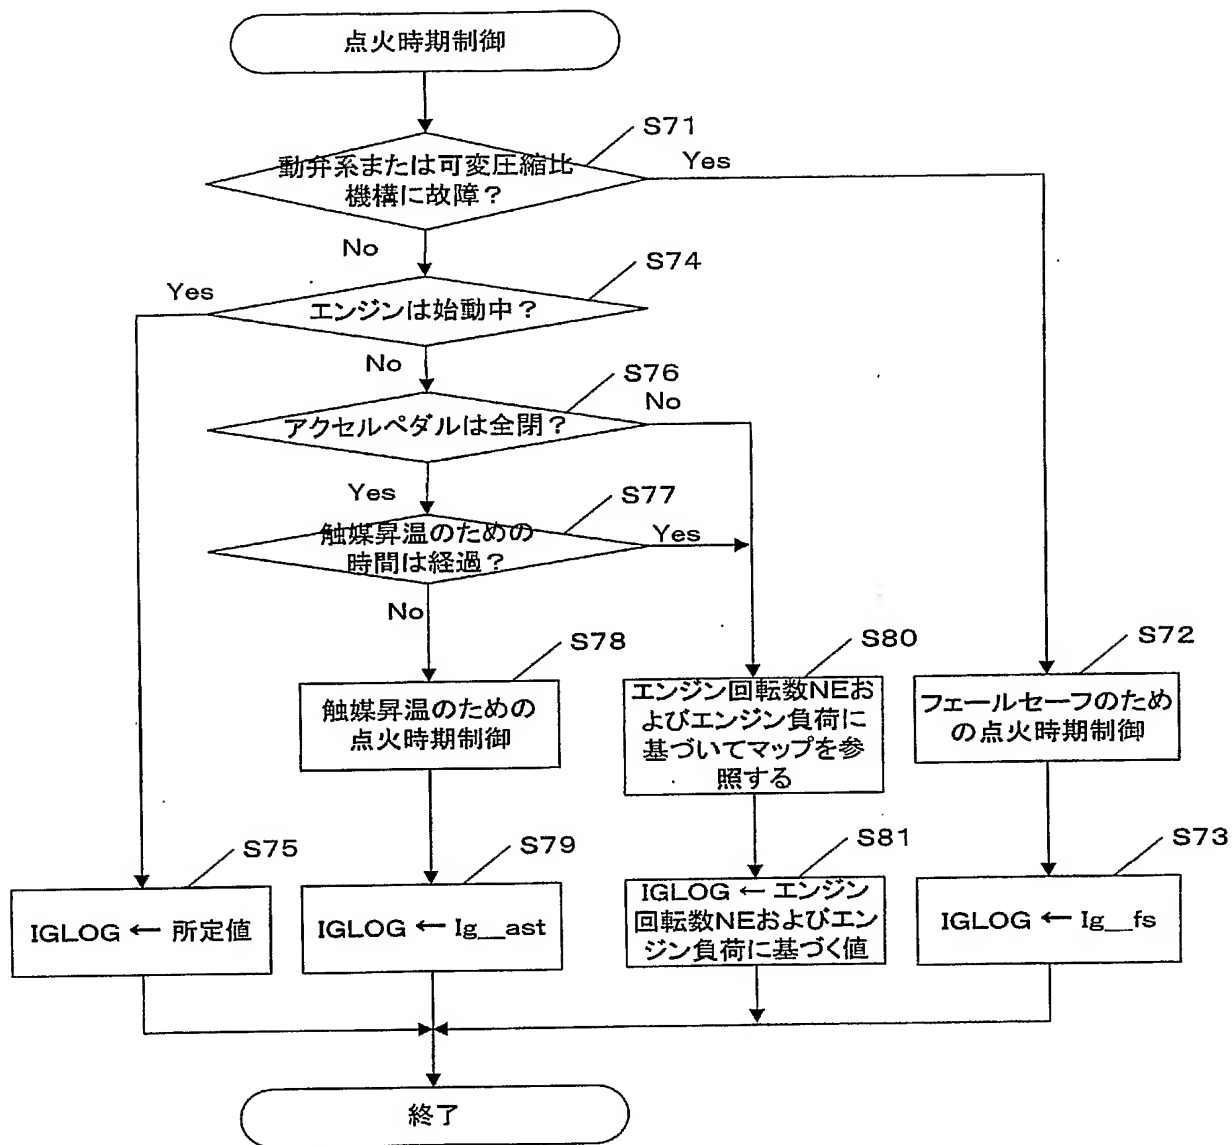 点火時期制御
S71
動弁系または可変圧縮比
機構に故障？
Yes
No
S74
Yes
エンジンは始動中？
No
S76
アクセルペダルは全閉？
No
Yes
S77
触媒昇温のための
時間は経過？
Yes
No
S78
触媒昇温のための
点火時期制御
S80
エンジン回転数NEお
よびエンジン負荷に
基づいてマップを参
照する
S72
フェールセーフのため
の点火時期制御
S75
IGLOG ← 所定値
S79
IGLOG ← Ig__ast
S81
IGLOG ← エンジン
回転数NEおよびエン
ジン負荷に基づく値
S73
IGLOG ← Ig__fs
終了